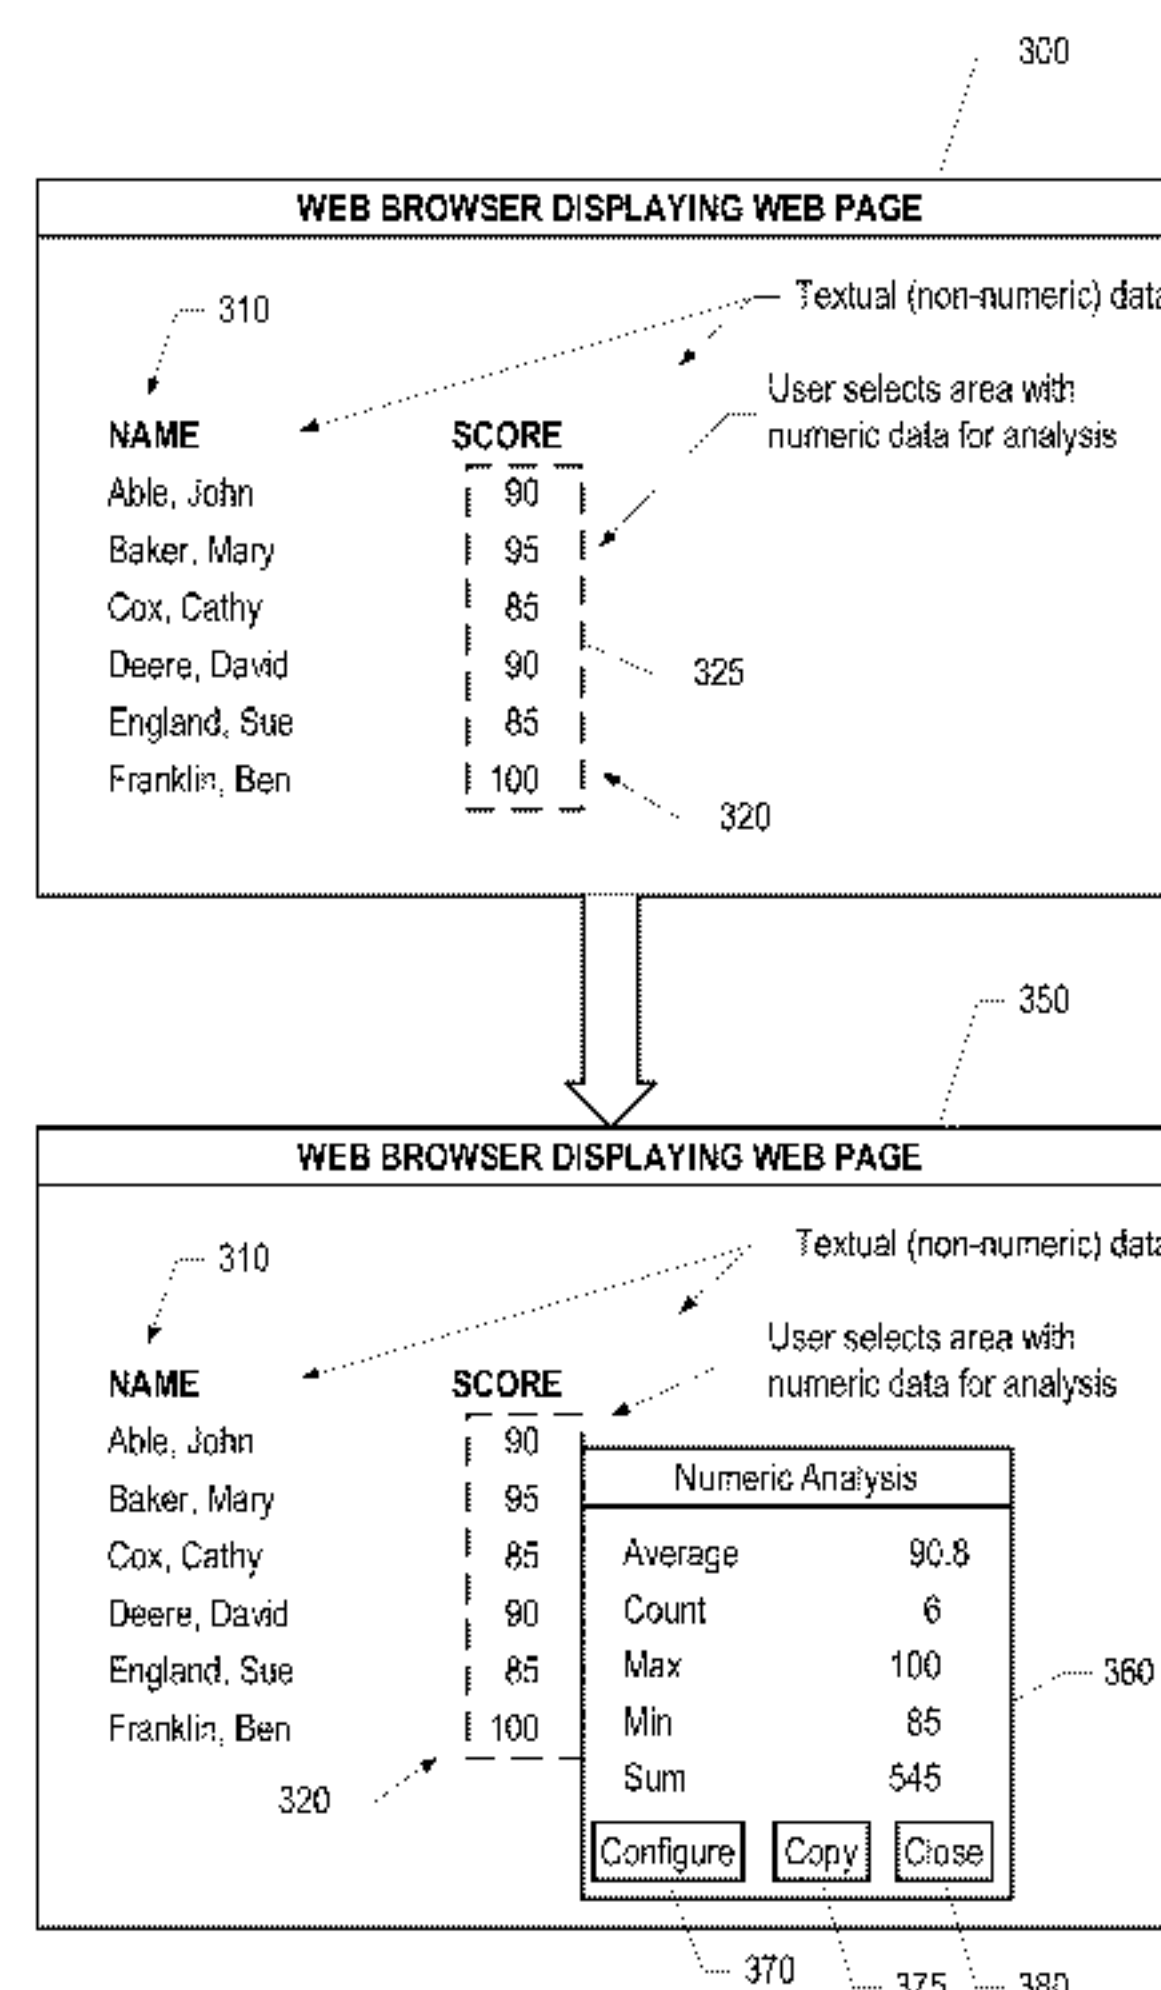 300
WEB BROWSER DISPLAYING WEB PAGE
310
Textual (non-numeric) data
User selects area with
numeric data for analysis
NAME SCORE
Able, John 90
Baker, Mary 95
Cox, Cathy 85
Deere, David 90
325
England, Sue 85
Franklin, Ben 100
320
350
WEB BROWSER DISPLAYING WEB PAGE
310
Textual (non-numeric) data
User selects area with
numeric data for analysis
NAME SCORE
Able, John 90
Baker, Mary 95
Cox, Cathy 85
Deere, David 90
England, Sue 85
Franklin, Ben 100
320
Numeric Analysis
Average 90.8
Count 6
Max 100
Min 85
Sum 545
360
Configure Copy Close
370 375 380